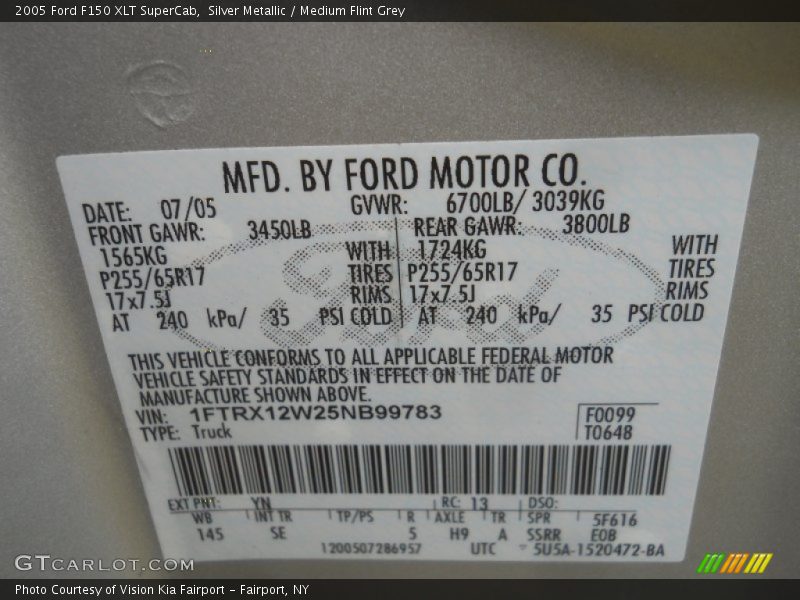 2005 Ford F150 XLT SuperCab, Silver Metallic / Medium Flint Grey
MFD. BY FORD MOTOR CO.
DATE: 07/05 GVWR: 6700LB/ 3039KG
FRONT GAWR: 3450LB REAR GAWR: 3800LB
1565KG WITH 1724KG WITH
P255/65R17 TIRES P255/65R17 TIRES
17x7.5J RIMS 17x7.5J RIMS
AT 240 kPa/ 35 PSI COLD AT 240 kPa/ 35 PSI COLD
Ford
THIS VEHICLE CONFORMS TO ALL APPLICABLE FEDERAL MOTOR
VEHICLE SAFETY STANDARDS IN EFFECT ON THE DATE OF
MANUFACTURE SHOWN ABOVE.
VIN: 1FTRX12W25NB99783 F0099
TYPE: Truck T0648
EXT PNT: YN RC: 13 DSO:
WB INT TR TP/PS R AXLE TR SPR 5F616
145 SE 5 H9 A SSRR E0B
1200507286957 UTC 5U5A-1520472-BA
GTCARLOT.COM
Photo Courtesy of Vision Kia Fairport - Fairport, NY